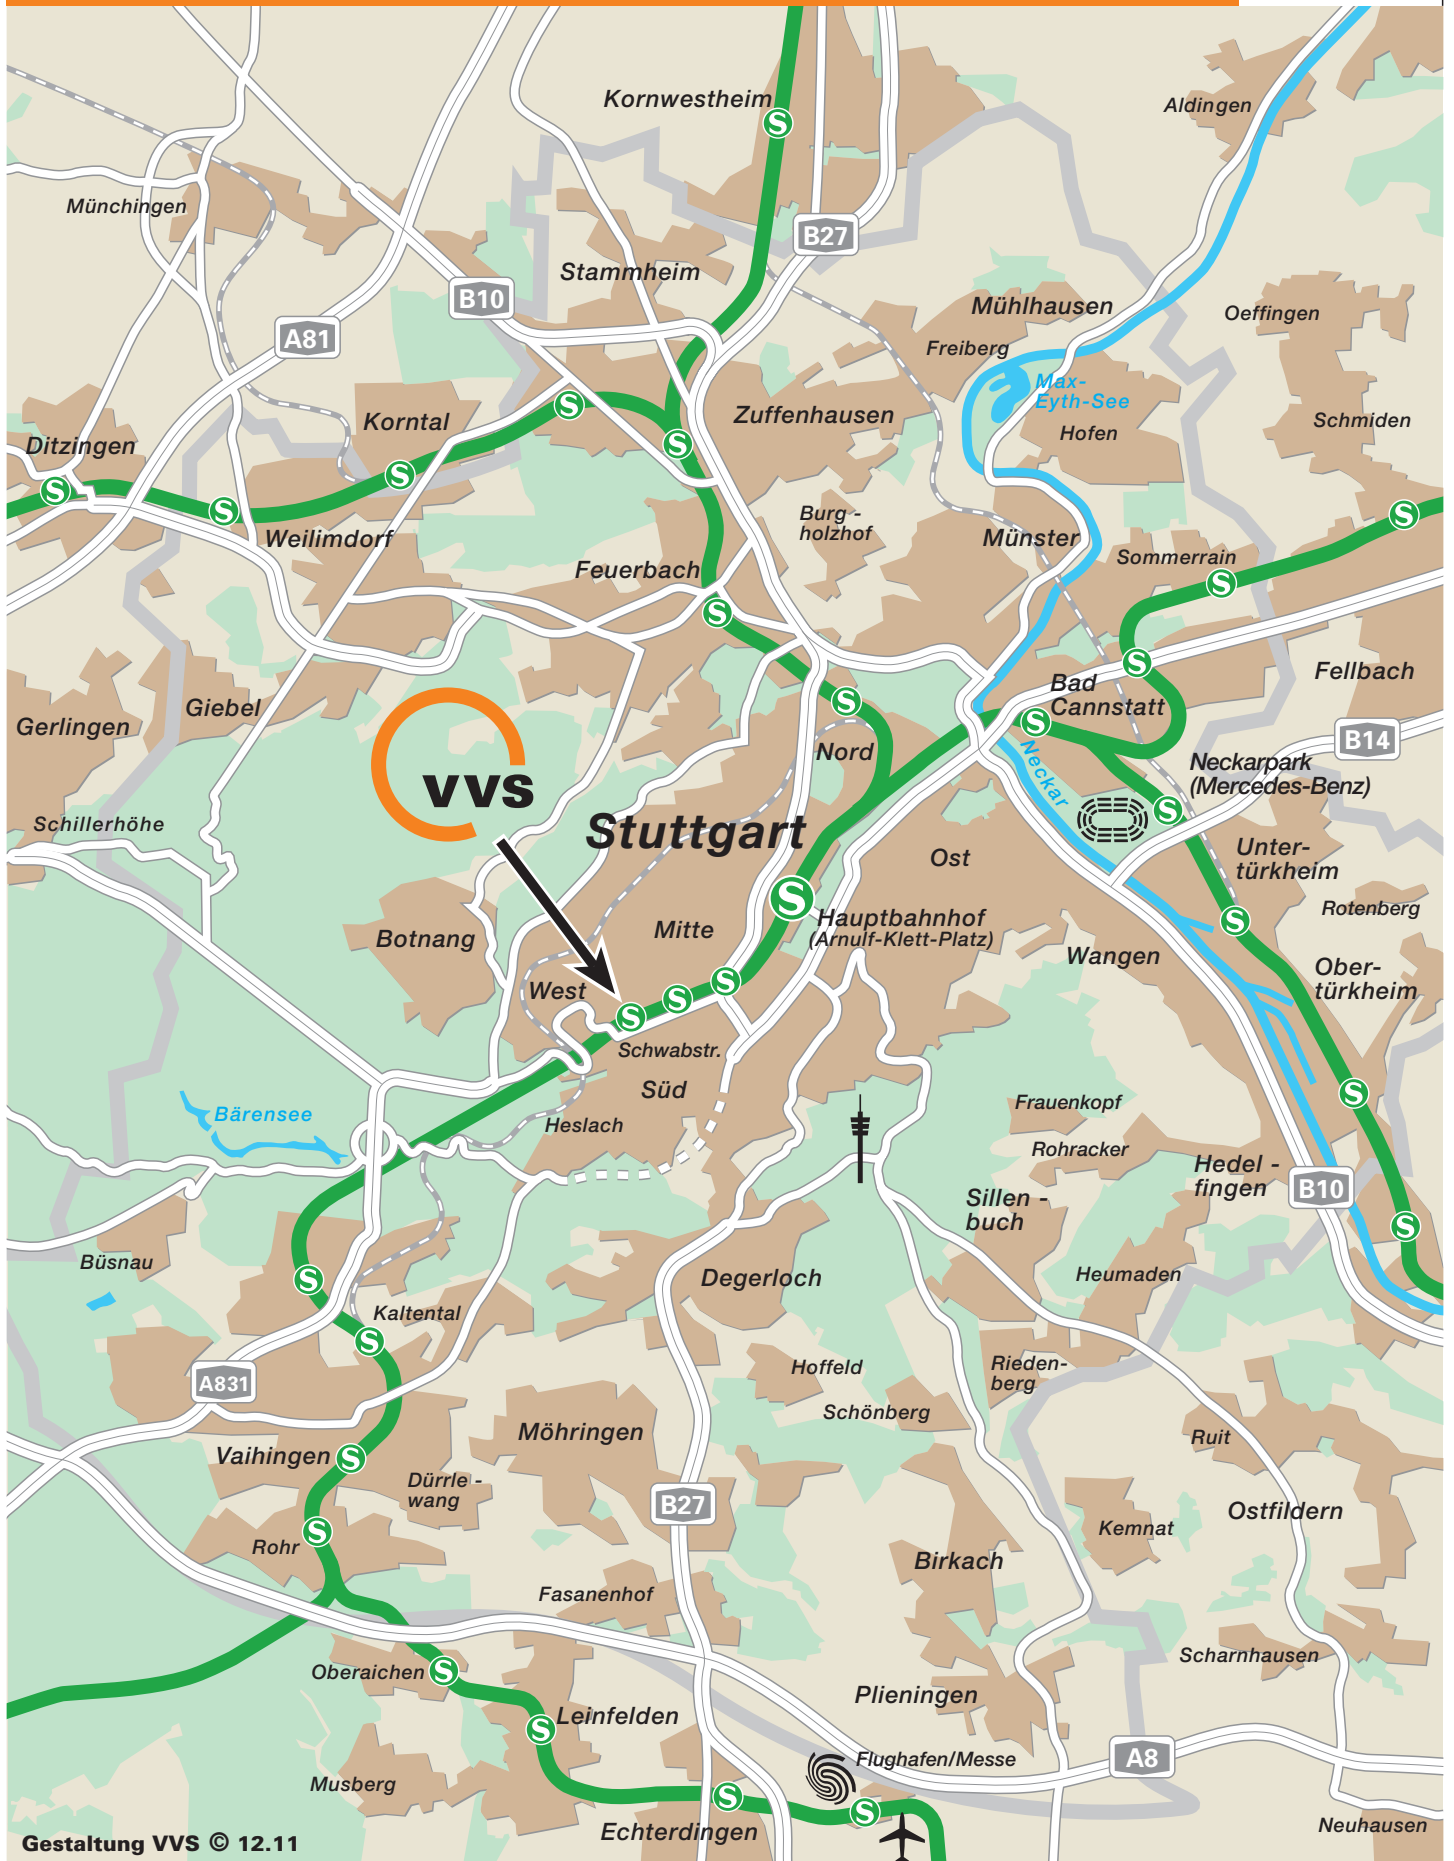 Kornwestheim
S
Aldingen
Münchingen
B27
Stammheim
B10
Mühlhausen
Oeffingen
A81
Freiberg
Max-
Eyth-See
S
Korntal
Zuffenhausen
Hofen
Schmiden
Ditzingen
S
S
S
S
S
Weilimdorf
Burg -
holzhof
Münster
Sommerrain
Feuerbach
S
S
S
Fellbach
Bad
Cannstatt
Giebel
Gerlingen
S
S
B14
Nord
Neckar
Neckarpark
(Mercedes-Benz)
vvs
S
Schillerhöhe
Stuttgart
Ost
Unter-
türkheim
S
Rotenberg
Hauptbahnhof
(Arnulf-Klett-Platz)
S
Mitte
Botnang
Wangen
Ober-
türkheim
West
S
S
S
Schwabstr.
Süd
S
Bärensee
Frauenkopf
Heslach
Rohracker
Hedel -
fingen
B10
Sillen -
buch
S
Büsnau
Degerloch
Heumaden
S
Kaltental
S
Hoffeld
Rieden-
berg
A831
Schönberg
Möhringen
Ruit
Vaihingen
S
Dürrle -
wang
B27
Ostfildern
S
Rohr
Kemnat
Birkach
Fasanenhof
Oberaichen
S
Scharnhausen
Plieningen
Leinfelden
S
Flughafen/Messe
A8
Musberg
S
S
Echterdingen
Neuhausen
Gestaltung VVS © 12.11